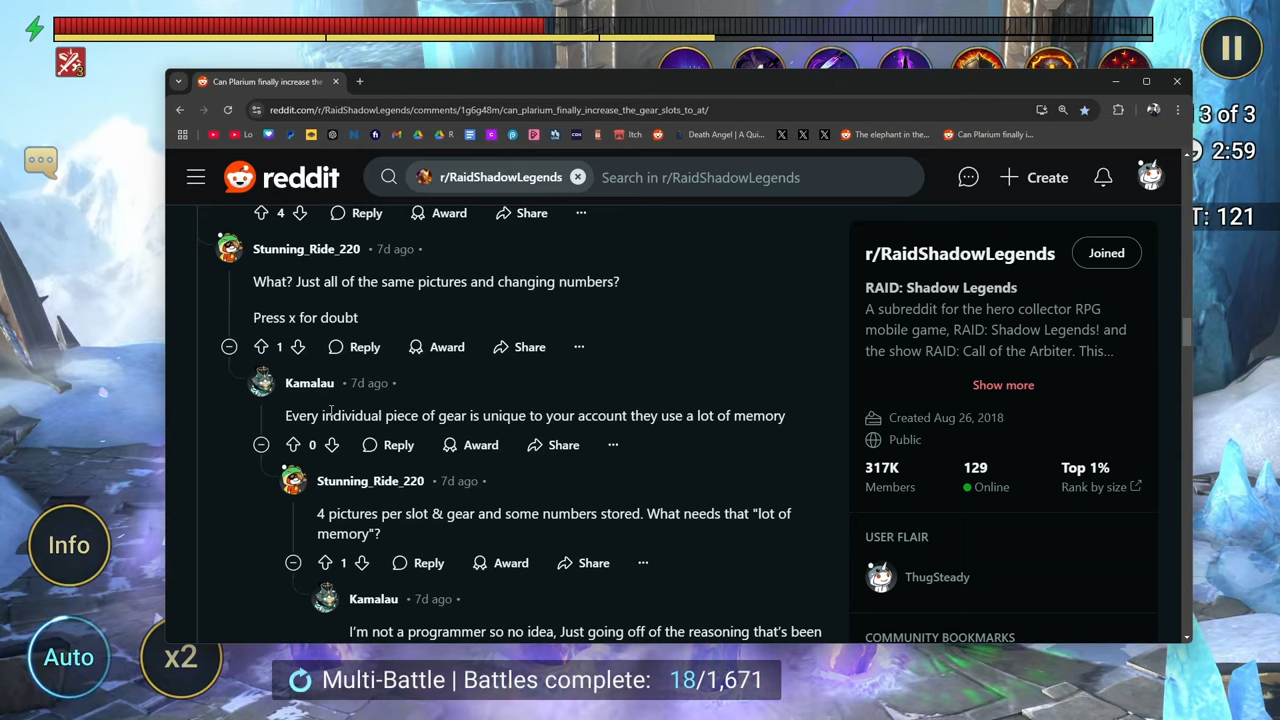 3
Can Plarium finally increase the
reddit.com/r/RaidShadowLegends/comments/1g6g48m/can_plarium_finally_increase_the_gear_slots_to_at/
3 of 3
Lo
R
Itch
Death Angel | A Qui...
The elephant in the...
Can Plarium finally i...
2:59
reddit
r/RaidShadowLegends
Search in r/RaidShadowLegends
Create
T: 121
4
Reply
Award
Share
Stunning_Ride_220 • 7d ago •
What? Just all of the same pictures and changing numbers?
Press x for doubt
1
Reply
Award
Share
Kamalau • 7d ago •
Every individual piece of gear is unique to your account they use a lot of memory
0
Reply
Award
Share
Stunning_Ride_220 • 7d ago •
4 pictures per slot & gear and some numbers stored. What needs that "lot of
memory"?
1
Reply
Award
Share
Kamalau • 7d ago •
I'm not a programmer so no idea, Just going off of the reasoning that's been
r/RaidShadowLegends
Joined
RAID: Shadow Legends
A subreddit for the hero collector RPG
mobile game, RAID: Shadow Legends! and
the show RAID: Call of the Arbiter. This...
Show more
Created Aug 26, 2018
Public
317K
Members
129
Online
Top 1%
Rank by size
USER FLAIR
ThugSteady
COMMUNITY BOOKMARKS
Info
Auto
x2
Multi-Battle | Battles complete: 18/1,671